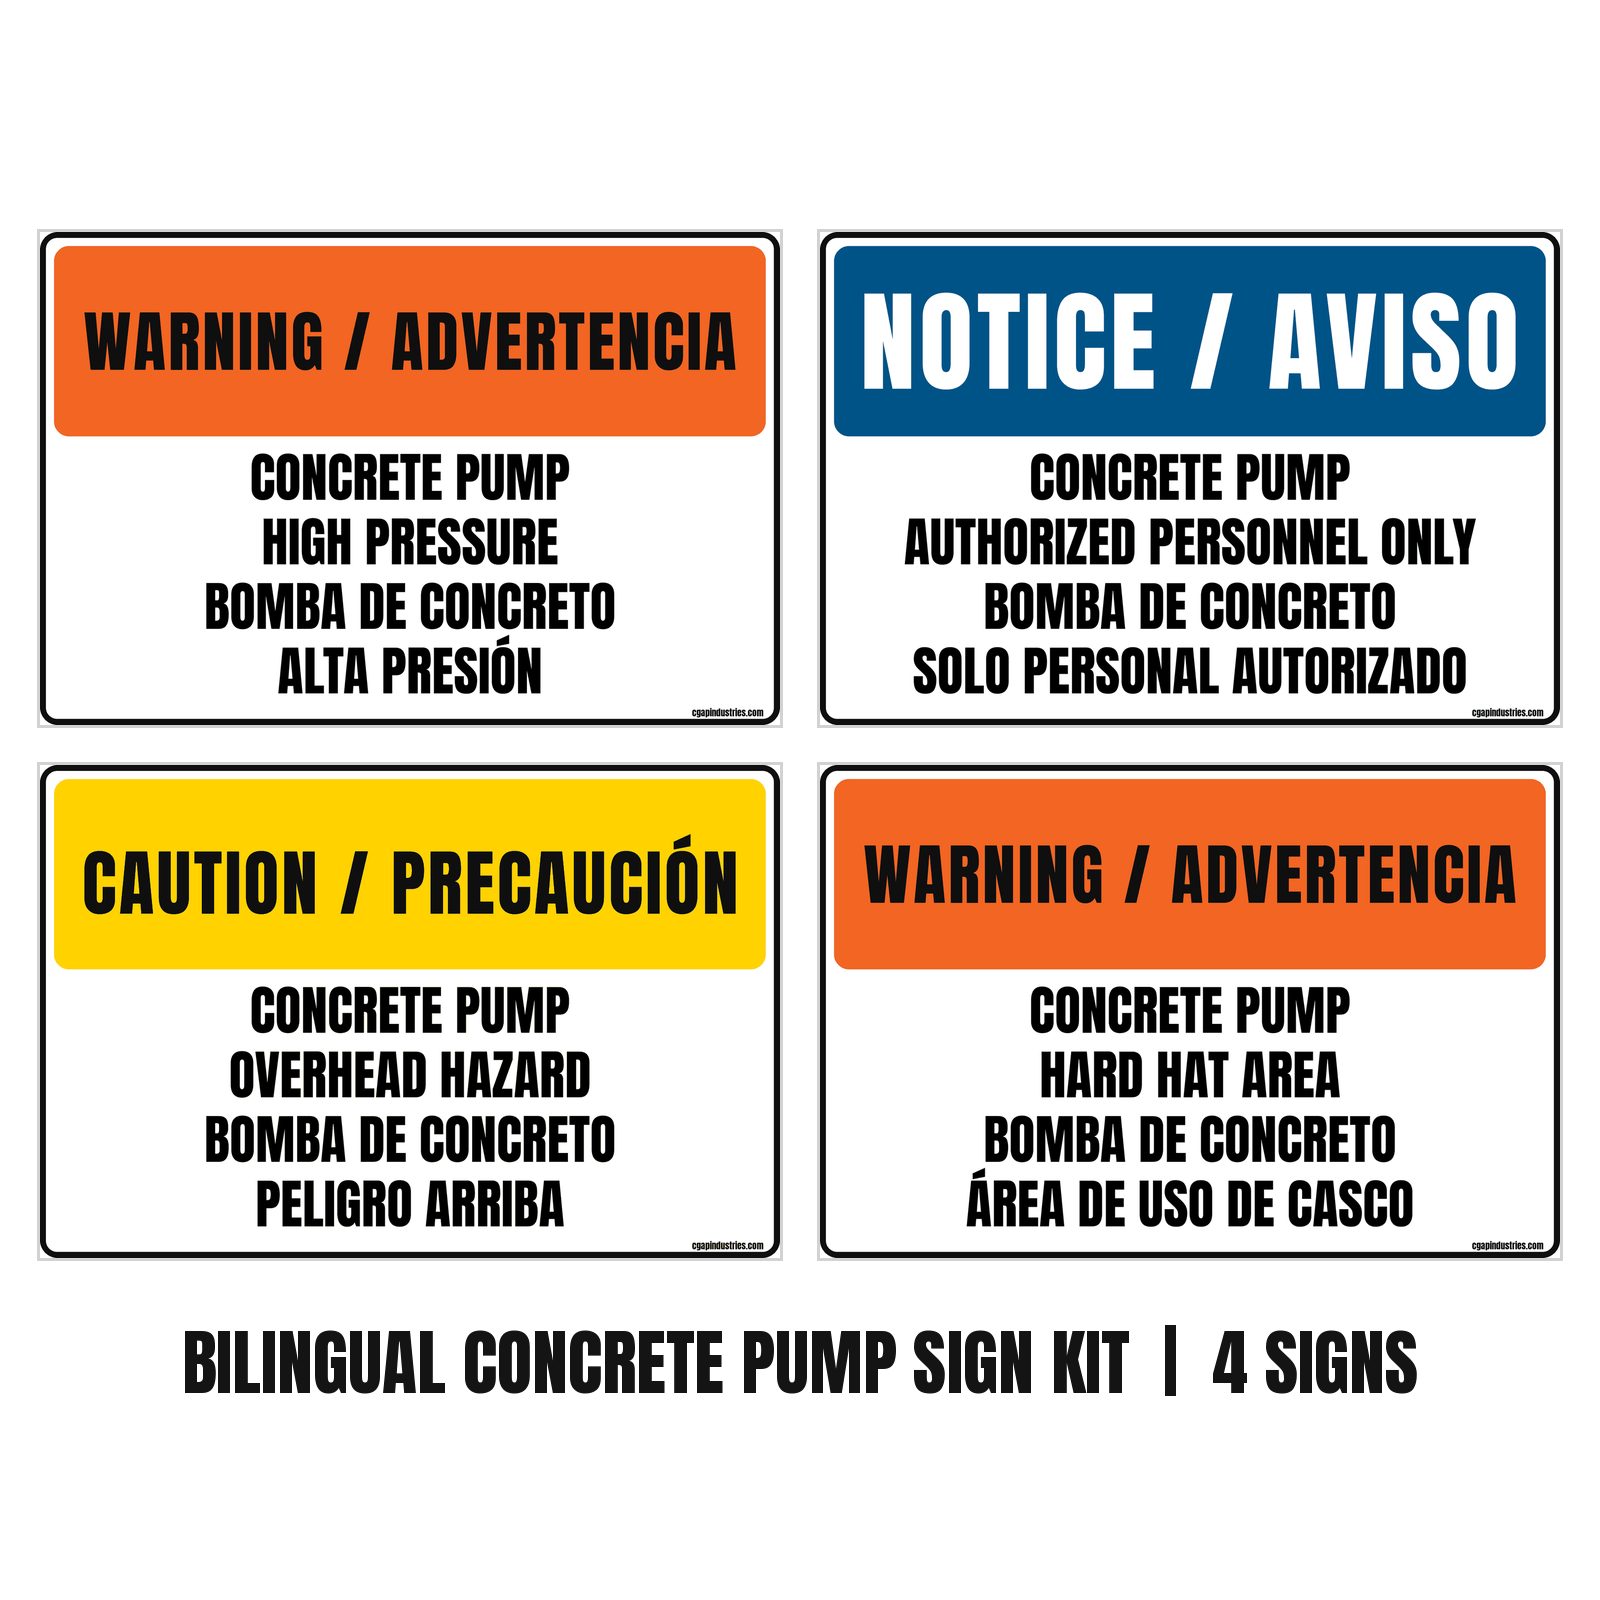 WARNING / ADVERTENCIA
CONCRETE PUMP
HIGH PRESSURE
BOMBA DE CONCRETO
ALTA PRESIÓN
cgapindustries.com
NOTICE / AVISO
CONCRETE PUMP
AUTHORIZED PERSONNEL ONLY
BOMBA DE CONCRETO
SOLO PERSONAL AUTORIZADO
cgapindustries.com
CAUTION / PRECAUCIÓN
CONCRETE PUMP
OVERHEAD HAZARD
BOMBA DE CONCRETO
PELIGRO ARRIBA
cgapindustries.com
WARNING / ADVERTENCIA
CONCRETE PUMP
HARD HAT AREA
BOMBA DE CONCRETO
ÁREA DE USO DE CASCO
cgapindustries.com
BILINGUAL CONCRETE PUMP SIGN KIT | 4 SIGNS